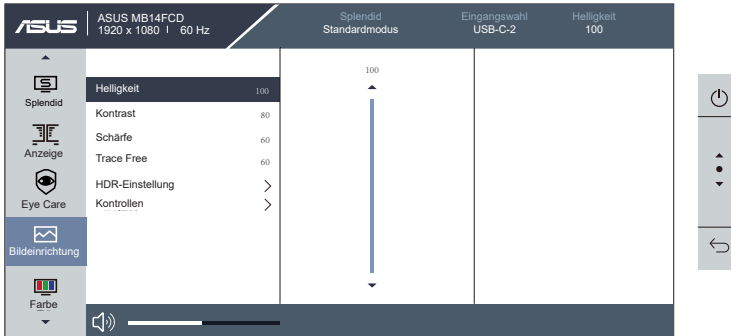 ASUS
ASUS MB14FCD
1920 x 1080 I 60 Hz
Splendid
Standardmodus
Eingangswahl
USB-C-2
Helligkeit
100
Splendid
Anzeige
Eye Care
Bildeinrichtung
Farbe
Helligkeit 100
Kontrast 80
Schärfe 60
Trace Free 60
HDR-Einstellung
Kontrollen
100